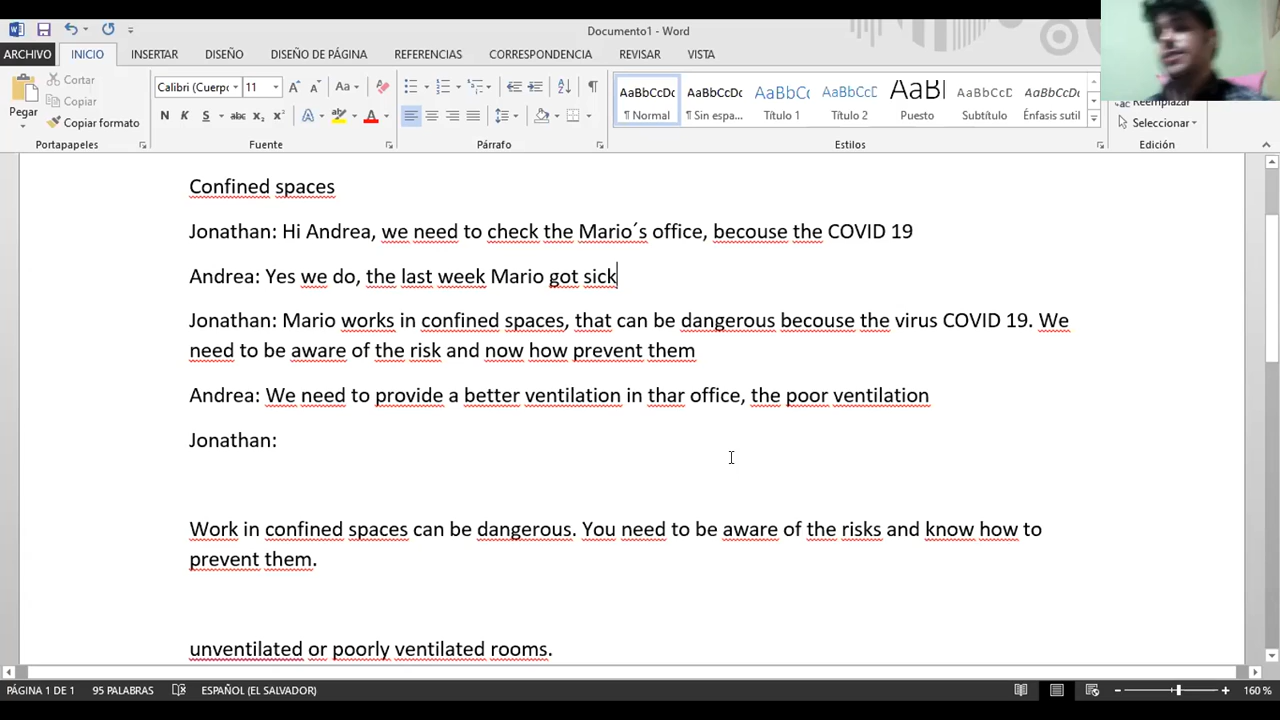 Documento1 - Word
ARCHIVO INICIO INSERTAR DISEÑO DISEÑO DE PÁGINA REFERENCIAS CORRESPONDENCIA REVISAR VISTA
Pegar
Cortar
Copiar
Copiar formato
Portapapeles
Calibri (Cuerpo 11
N K S abc x₂ x²
Fuente
Párrafo
AaBbCcDc AaBbCcDc AaBbCc AaBbCcD AaBl AaBbCcD AaBbCcDc
¶ Normal ¶ Sin espa... Título 1 Título 2 Puesto Subtítulo Énfasis sutil
Estilos
Reemplazar
Seleccionar
Edición
Confined spaces
Jonathan: Hi Andrea, we need to check the Mario´s office, becouse the COVID 19
Andrea: Yes we do, the last week Mario got sick
Jonathan: Mario works in confined spaces, that can be dangerous becouse the virus COVID 19. We
need to be aware of the risk and now how prevent them
Andrea: We need to provide a better ventilation in thar office, the poor ventilation
Jonathan:
Work in confined spaces can be dangerous. You need to be aware of the risks and know how to
prevent them.
unventilated or poorly ventilated rooms.
PÁGINA 1 DE 1 95 PALABRAS ESPAÑOL (EL SALVADOR) 160 %